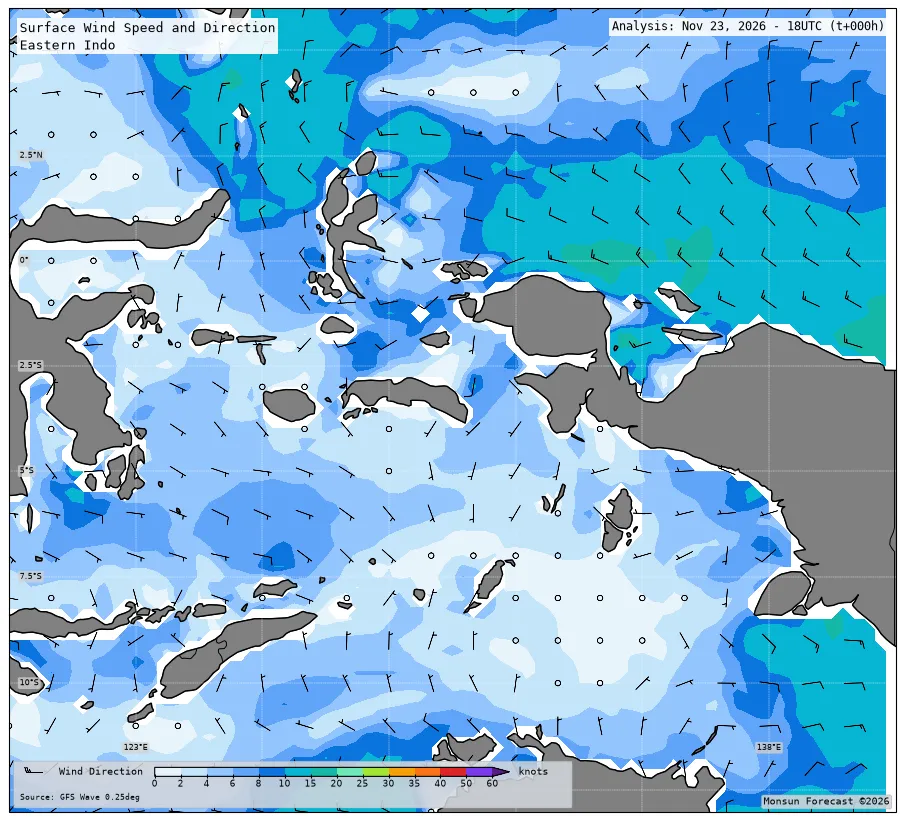 Surface Wind Speed and Direction
Eastern Indo
Analysis: Nov 23, 2026 - 18UTC (t+000h)
2.5°N
0°
2.5°S
5°S
7.5°S
10°S
123°E
138°E
Wind Direction
knots
0 2 4 6 8 10 15 20 25 30 35 40 50 60
Source: GFS Wave 0.25deg
Monsun Forecast ©2026